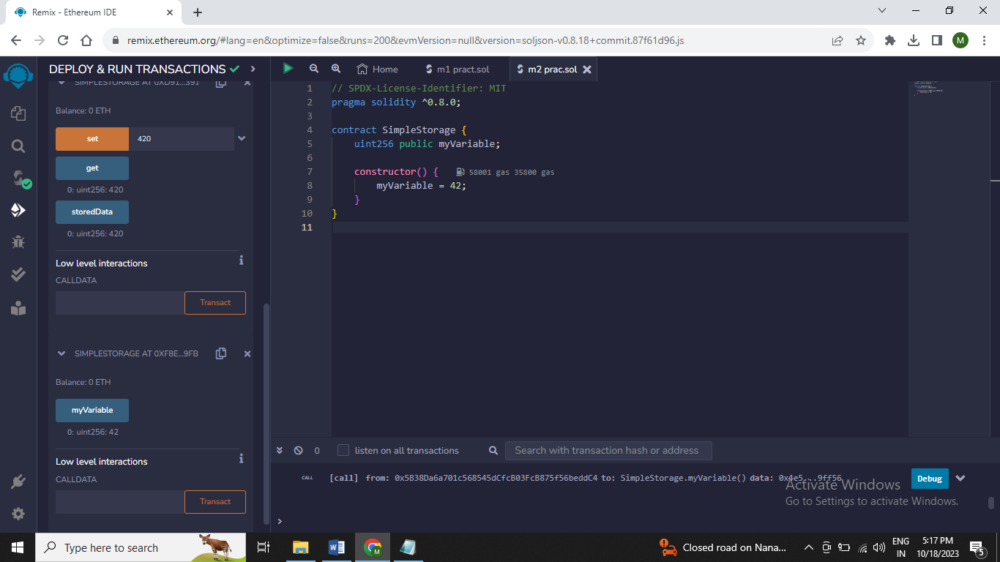 Remix - Ethereum IDE
remix.ethereum.org/#lang=en&optimize=false&runs=200&evmVersion=null&version=soljson-v0.8.18+commit.87f61d96.js
M
DEPLOY & RUN TRANSACTIONS
SIMPLESTORAGE AT 0XD91...391
Balance: 0 ETH
set 420
get
0: uint256: 420
storedData
0: uint256: 420
Low level interactions
CALLDATA
Transact
SIMPLESTORAGE AT 0XF8E...9FB
Balance: 0 ETH
myVariable
0: uint256: 42
Low level interactions
CALLDATA
Transact
Home m1 pract.sol m2 prac.sol
1 // SPDX-License-Identifier: MIT
2 pragma solidity ^0.8.0;
3
4 contract SimpleStorage {
5 uint256 public myVariable;
6
7 constructor() { 58001 gas 35800 gas
8 myVariable = 42;
9 }
10 }
11
0 listen on all transactions Search with transaction hash or address
CALL [call] from: 0x5B38Da6a701c568545dCfcB03FcB875f56beddC4 to: SimpleStorage.myVariable() data: 0x4e5...9ff56 Debug
>
Activate Windows
Go to Settings to activate Windows.
Type here to search
Closed road on Nana...
ENG
IN
5:17 PM
10/18/2023
5